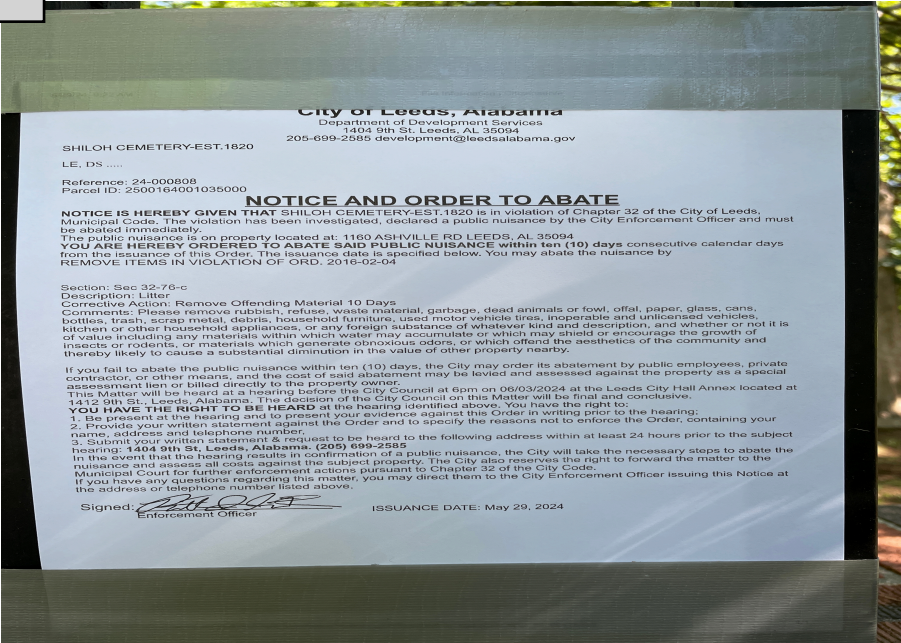 City of Leeds, Alabama
Department of Development Services
1404 9th St. Leeds, AL 35094
205-699-2585 development@leedsalabama.gov
SHILOH CEMETERY-EST.1820
LE, DS .....
Reference: 24-000808
Parcel ID: 2500164001035000
NOTICE AND ORDER TO ABATE
NOTICE IS HEREBY GIVEN THAT SHILOH CEMETERY-EST.1820 is in violation of Chapter 32 of the City of Leeds,
Municipal Code. The violation has been investigated, declared a public nuisance by the City Enforcement Officer and must
be abated immediately.
The public nuisance is on property located at: 1160 ASHVILLE RD LEEDS, AL 35094
YOU ARE HEREBY ORDERED TO ABATE SAID PUBLIC NUISANCE within ten (10) days consecutive calendar days
from the issuance of this Order. The issuance date is specified below. You may abate the nuisance by
REMOVE ITEMS IN VIOLATION OF ORD. 2016-02-04
Section: Sec 32-76-c
Description: Litter
Corrective Action: Remove Offending Material 10 Days
Comments: Please remove rubbish, refuse, waste material, garbage, dead animals or fowl, offal, paper, glass, cans,
bottles, trash, scrap metal, debris, household furniture, used motor vehicle tires, inoperable and unlicensed vehicles,
kitchen or other household appliances, or any foreign substance of whatever kind and description, and whether or not it is
of value including any materials within which water may accumulate or which may shield or encourage the growth of
insects or rodents, or materials which generate obnoxious odors, or which offend the aesthetics of the community and
thereby likely to cause a substantial diminution in the value of other property nearby.
If you fail to abate the public nuisance within ten (10) days, the City may order its abatement by public employees, private
contractor, or other means, and the cost of said abatement may be levied and assessed against the property as a special
assessment lien or billed directly to the property owner.
This Matter will be heard at a hearing before the City Council at 6pm on 06/03/2024 at the Leeds City Hall Annex located at
1412 9th St., Leeds, Alabama. The decision of the City Council on this Matter will be final and conclusive.
YOU HAVE THE RIGHT TO BE HEARD at the hearing identified above. You have the right to:
1. Be present at the hearing and to present your evidence against this Order in writing prior to the hearing;
2. Provide your written statement against the Order and to specify the reasons not to enforce the Order, containing your
name, address and telephone number,
3. Submit your written statement & request to be heard to the following address within at least 24 hours prior to the subject
hearing: 1404 9th St, Leeds, Alabama. (205) 699-2585
In the event that the hearing results in confirmation of a public nuisance, the City will take the necessary steps to abate the
nuisance and assess all costs against the subject property. The City also reserves the right to forward the matter to the
Municipal Court for further enforcement actions pursuant to Chapter 32 of the City Code.
If you have any questions regarding this matter, you may direct them to the City Enforcement Officer issuing this Notice at
the address or telephone number listed above.
Signed:
Enforcement Officer
ISSUANCE DATE: May 29, 2024